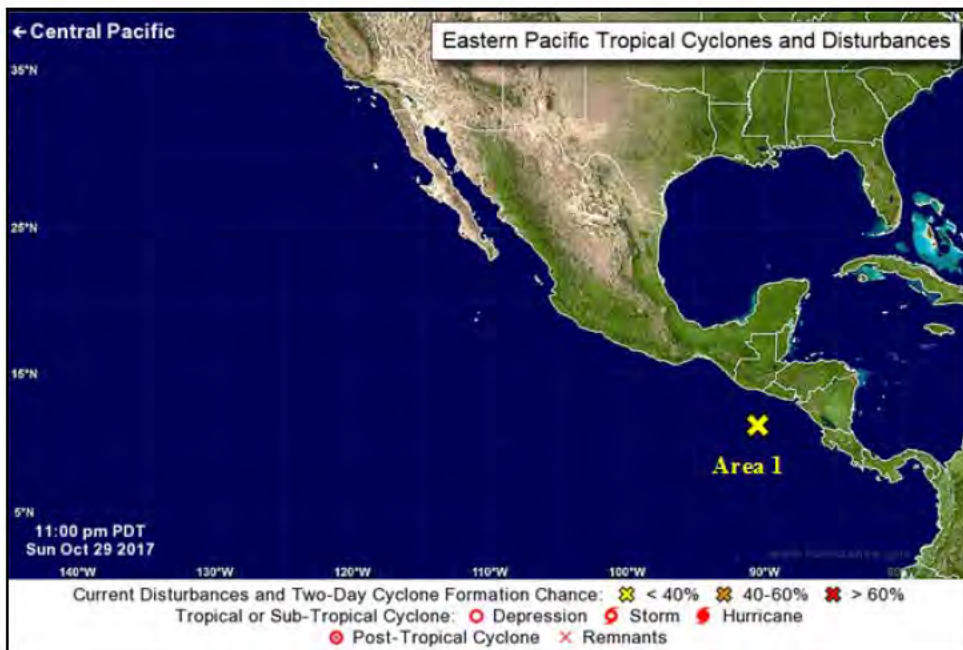 ←Central Pacific
Eastern Pacific Tropical Cyclones and Disturbances
35°N
25°N
15°N
Area 1
5°N
11:00 pm PDT
Sun Oct 29 2017
140°W 130°W 120°W 110°W 100°W 90°W 80°W
Current Disturbances and Two-Day Cyclone Formation Chance: < 40% 40-60% > 60%
Tropical or Sub-Tropical Cyclone: Depression Storm Hurricane
Post-Tropical Cyclone Remnants